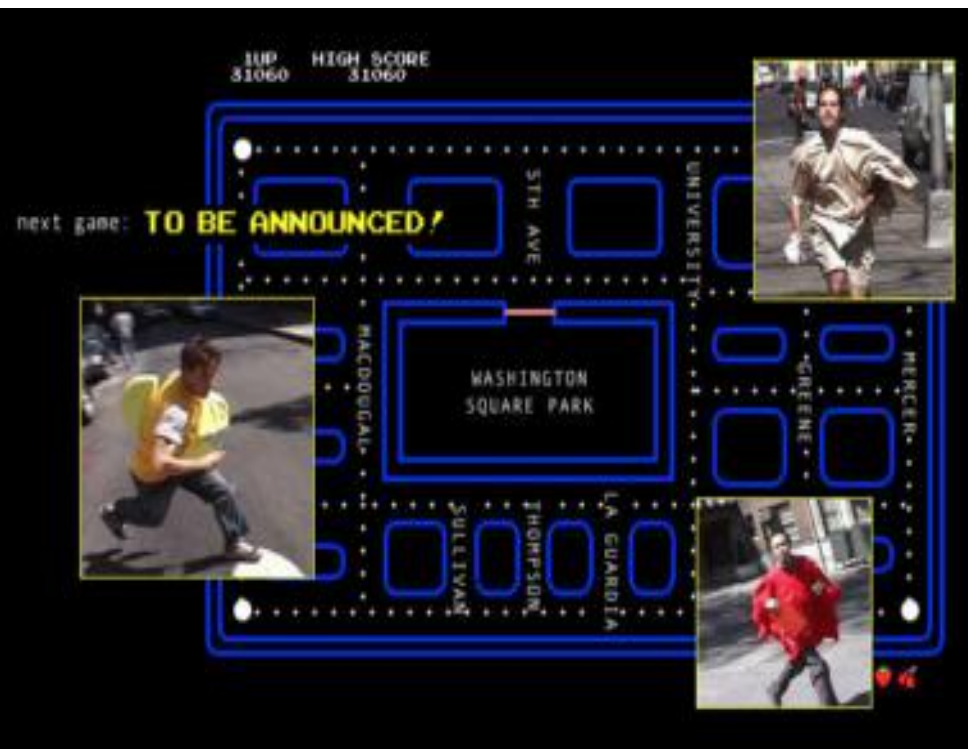 1UP HIGH SCORE
31060 31060
5TH AVE
UNIVERSITY
next game: TO BE ANNOUNCED!
MACDOUGAL
WASHINGTON
SQUARE PARK
GREENE
MERCER
SULLIVAN
THOMPSON
LA GUARDIA